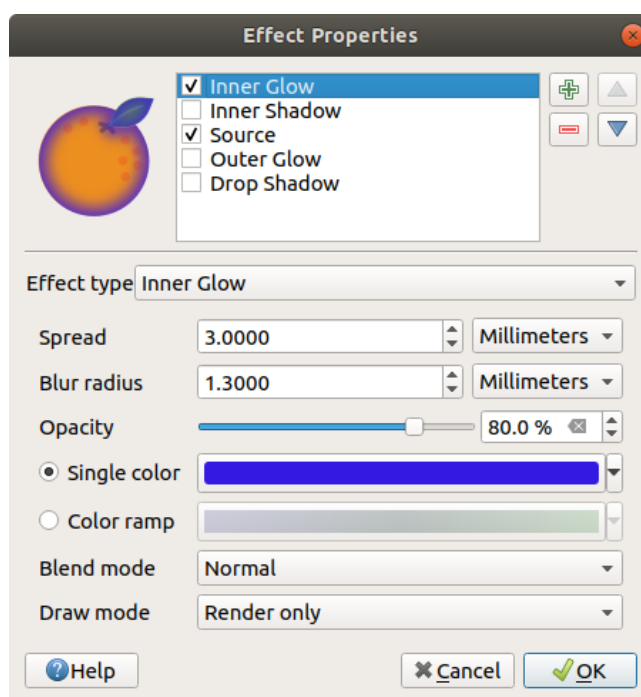 Effect Properties
Inner Glow
Inner Shadow
Source
Outer Glow
Drop Shadow
Effect type Inner Glow
Spread 3.0000 Millimeters
Blur radius 1.3000 Millimeters
Opacity 80.0 %
Single color
Color ramp
Blend mode Normal
Draw mode Render only
?Help Cancel OK